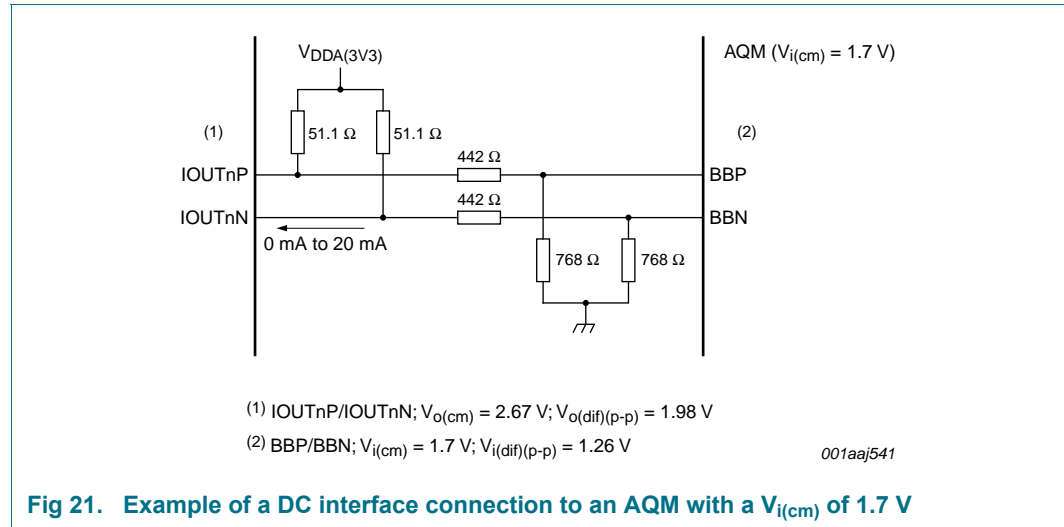 VDDA(3V3)
AQM (Vi(cm) = 1.7 V)
(1)
51.1 Ω
51.1 Ω
(2)
442 Ω
IOUTnP
BBP
442 Ω
IOUTnN
BBN
0 mA to 20 mA
768 Ω
768 Ω
(1) IOUTnP/IOUTnN; Vo(cm) = 2.67 V; Vo(dif)(p-p) = 1.98 V
(2) BBP/BBN; Vi(cm) = 1.7 V; Vi(dif)(p-p) = 1.26 V
001aaj541
Fig 21. Example of a DC interface connection to an AQM with a Vi(cm) of 1.7 V